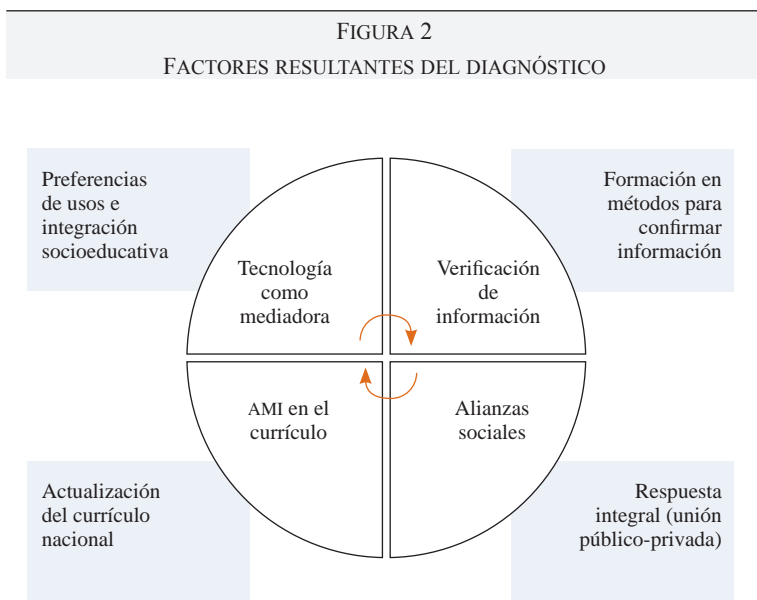 FIGURA 2
FACTORES RESULTANTES DEL DIAGNÓSTICO
Preferencias
de usos e
integración
socioeducativa
Tecnología
como
mediadora
Verificación
de
información
Formación en
métodos para
confirmar
información
AMI en el
currículo
Alianzas
sociales
Actualización
del currículo
nacional
Respuesta
integral (unión
público-privada)